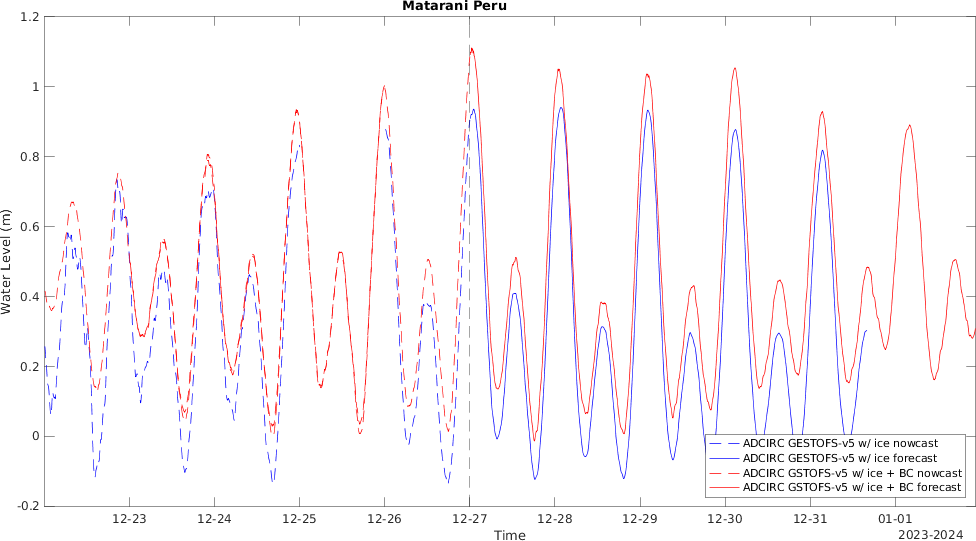 Matarani Peru
1.2
1
0.8
0.6
0.4
0.2
0
-0.2
Water Level (m)
12-23 12-24 12-25 12-26 12-27 12-28 12-29 12-30 12-31 01-01
Time
2023-2024
ADCIRC GESTOFS-v5 w/ ice nowcast
ADCIRC GESTOFS-v5 w/ ice forecast
ADCIRC GSTOFS-v5 w/ ice + BC nowcast
ADCIRC GSTOFS-v5 w/ ice + BC forecast